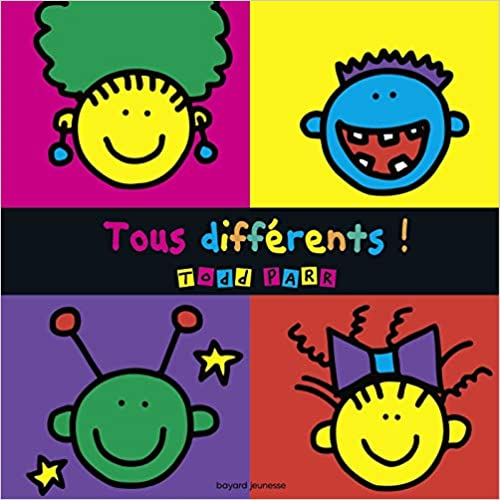 Tous différents !
TODD PARR
bayard jeunesse